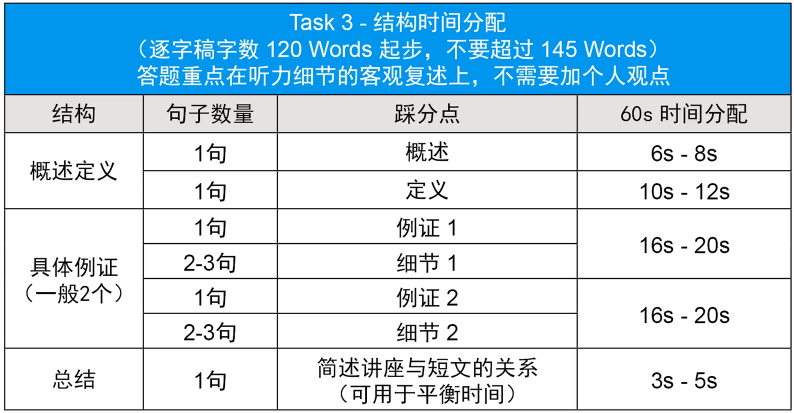 Task 3 - 结构时间分配
（逐字稿字数 120 Words 起步，不要超过 145 Words）
答题重点在听力细节的客观复述上，不需要加个人观点
结构 句子数量 踩分点 60s 时间分配
概述定义 1句 概述 6s - 8s
1句 定义 10s - 12s
具体例证
（一般2个）
1句 例证 1 16s - 20s
2-3句 细节 1
1句 例证 2 16s - 20s
2-3句 细节 2
总结 1句 简述讲座与短文的关系
（可用于平衡时间） 3s - 5s